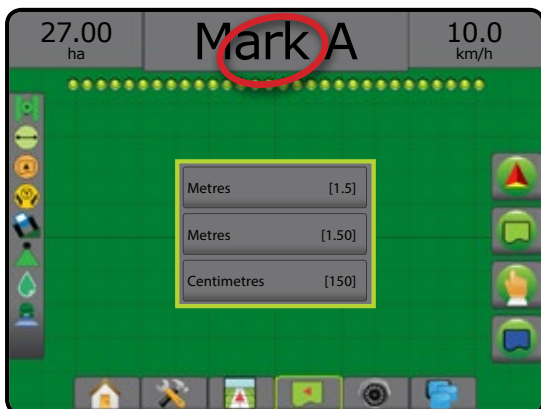 27.00
ha
Mark A
10.0
km/h
Metres [1.5]
Metres [1.50]
Centimetres [150]